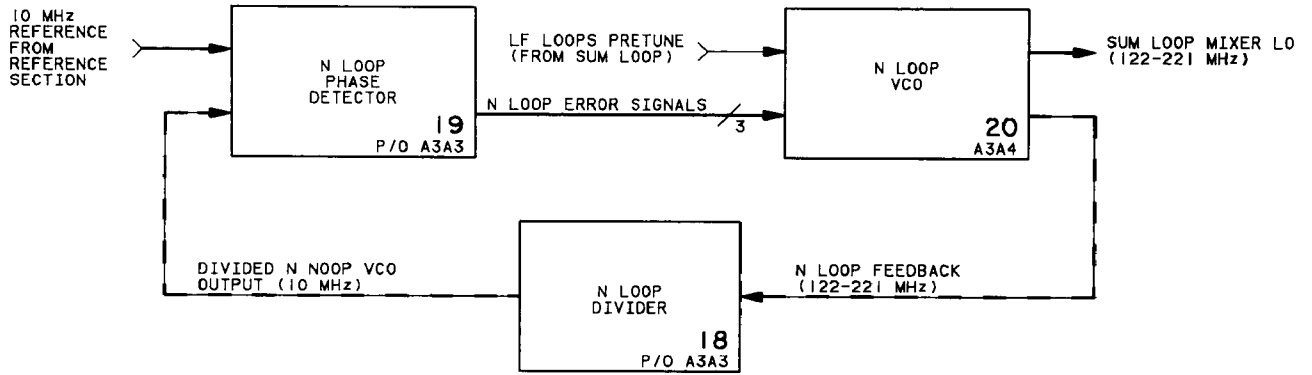 10 MHz
REFERENCE
FROM
REFERENCE
SECTION
N LOOP
PHASE
DETECTOR
19
P/O A3A3
LF LOOPS PRETUNE
(FROM SUM LOOP)
N LOOP ERROR SIGNALS
3
N LOOP
VCO
20
A3A4
SUM LOOP MIXER LO
(122-221 MHz)
DIVIDED N NOOP VCO
OUTPUT (10 MHz)
N LOOP
DIVIDER
18
P/O A3A3
N LOOP FEEDBACK
(122-221 MHz)